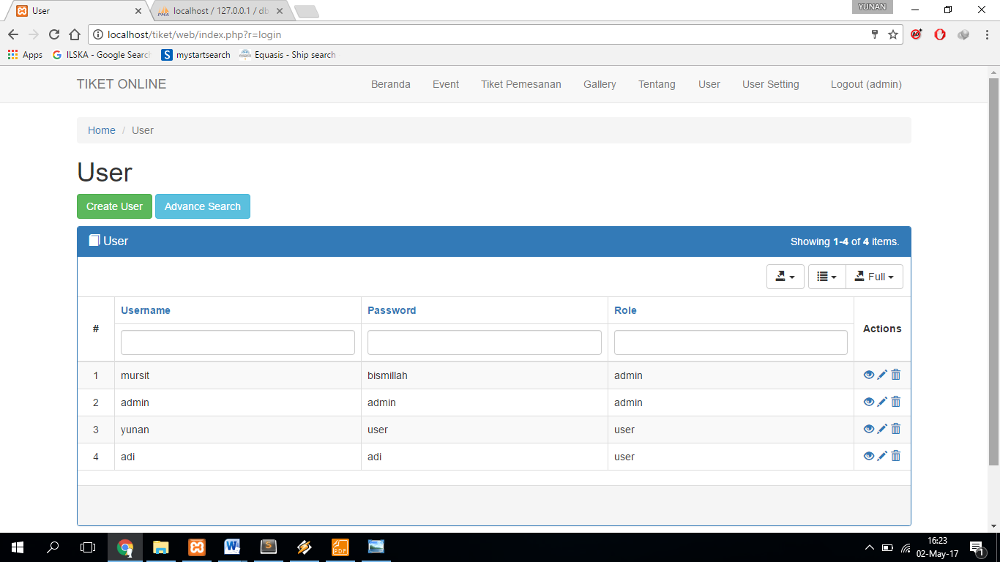 User
localhost / 127.0.0.1 / db
YUNAN
localhost/tiket/web/index.php?r=login
Apps
ILSKA - Google Search
mystartsearch
Equasis - Ship search
TIKET ONLINE
Beranda
Event
Tiket Pemesanan
Gallery
Tentang
User
User Setting
Logout (admin)
Home / User
User
Create User
Advance Search
User
Showing 1-4 of 4 items.
Full
# Username Password Role Actions
1 mursit bismillah admin
2 admin admin admin
3 yunan user user
4 adi adi user
16:23
02-May-17
1